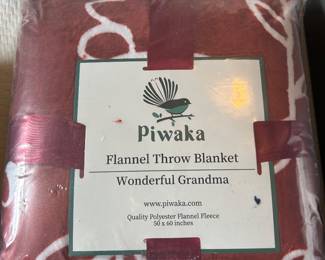 Piwaka
Flannel Throw Blanket
Wonderful Grandma
www.piwaka.com
Quality Polyester Flannel Fleece
50 x 60 inches